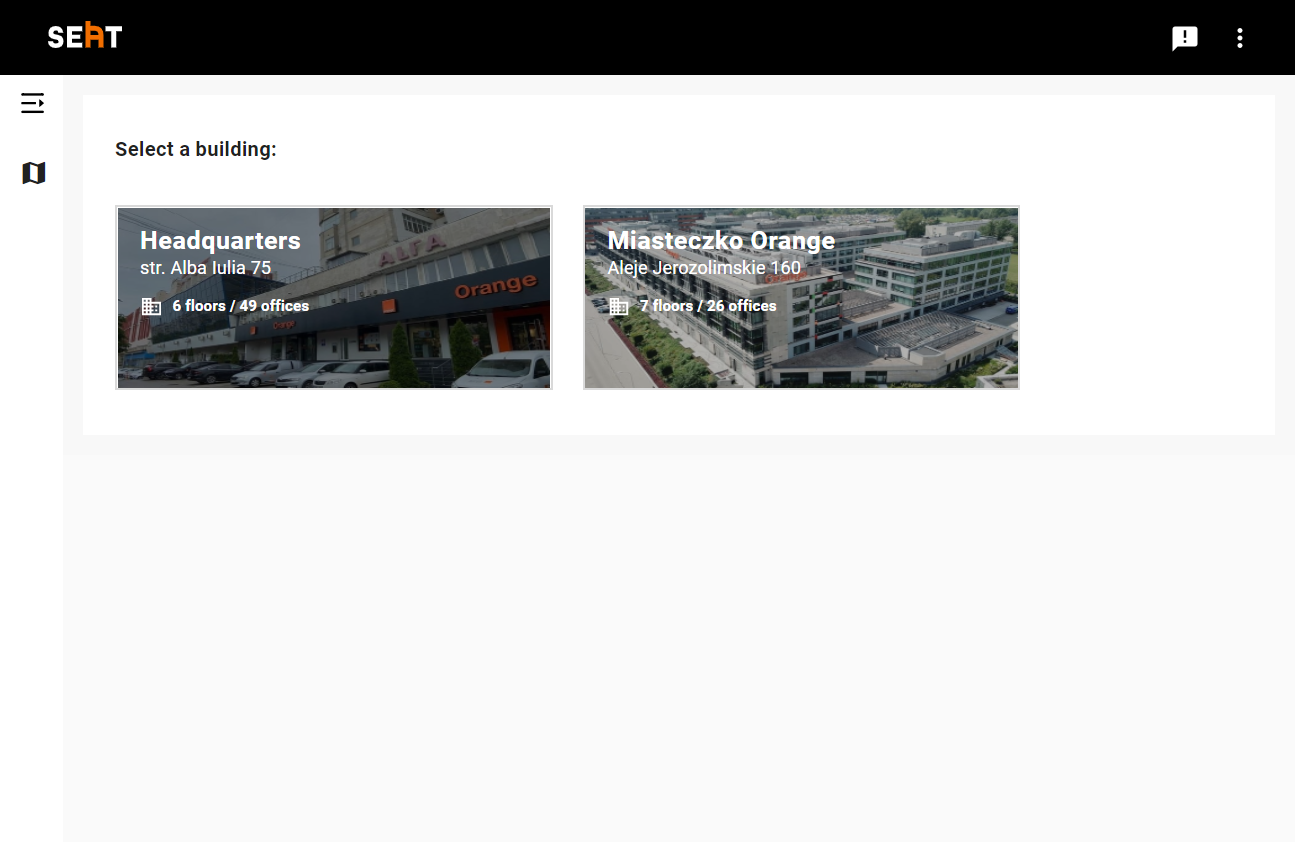 SEAT
Select a building:
Headquarters
str. Alba Iulia 75
6 floors / 49 offices
ALFA
Orange
Orange
Miasteczko Orange
Aleje Jerozolimskie 160
7 floors / 26 offices